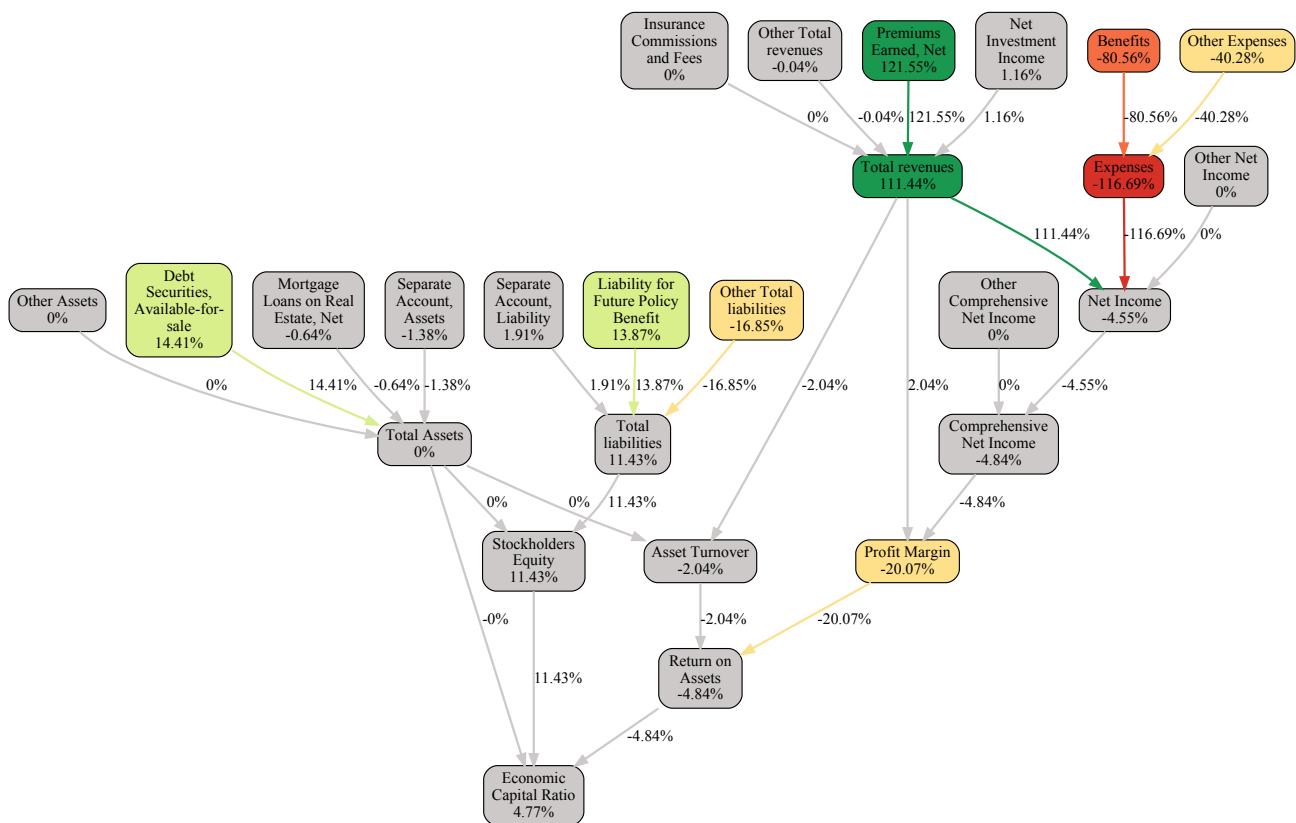 Insurance
Commissions
and Fees
0%
Other Total
revenues
-0.04%
Premiums
Earned, Net
121.55%
Net
Investment
Income
1.16%
Benefits
-80.56%
Other Expenses
-40.28%
0%
-0.04%
121.55%
1.16%
-80.56%
-40.28%
Total revenues
111.44%
Expenses
-116.69%
Other Net
Income
0%
111.44%
-116.69%
0%
Other Assets
0%
Debt
Securities,
Available-for-
sale
14.41%
Mortgage
Loans on Real
Estate, Net
-0.64%
Separate
Account,
Assets
-1.38%
Separate
Account,
Liability
1.91%
Liability for
Future Policy
Benefit
13.87%
Other Total
liabilities
-16.85%
Other
Comprehensive
Net Income
0%
Net Income
-4.55%
0%
14.41%
-0.64%
-1.38%
1.91%
13.87%
-16.85%
-2.04%
2.04%
0%
-4.55%
Total Assets
0%
Total
liabilities
11.43%
Comprehensive
Net Income
-4.84%
0%
0%
11.43%
-4.84%
Stockholders
Equity
11.43%
Asset Turnover
-2.04%
Profit Margin
-20.07%
-0%
-2.04%
-20.07%
11.43%
Return on
Assets
-4.84%
-4.84%
Economic
Capital Ratio
4.77%